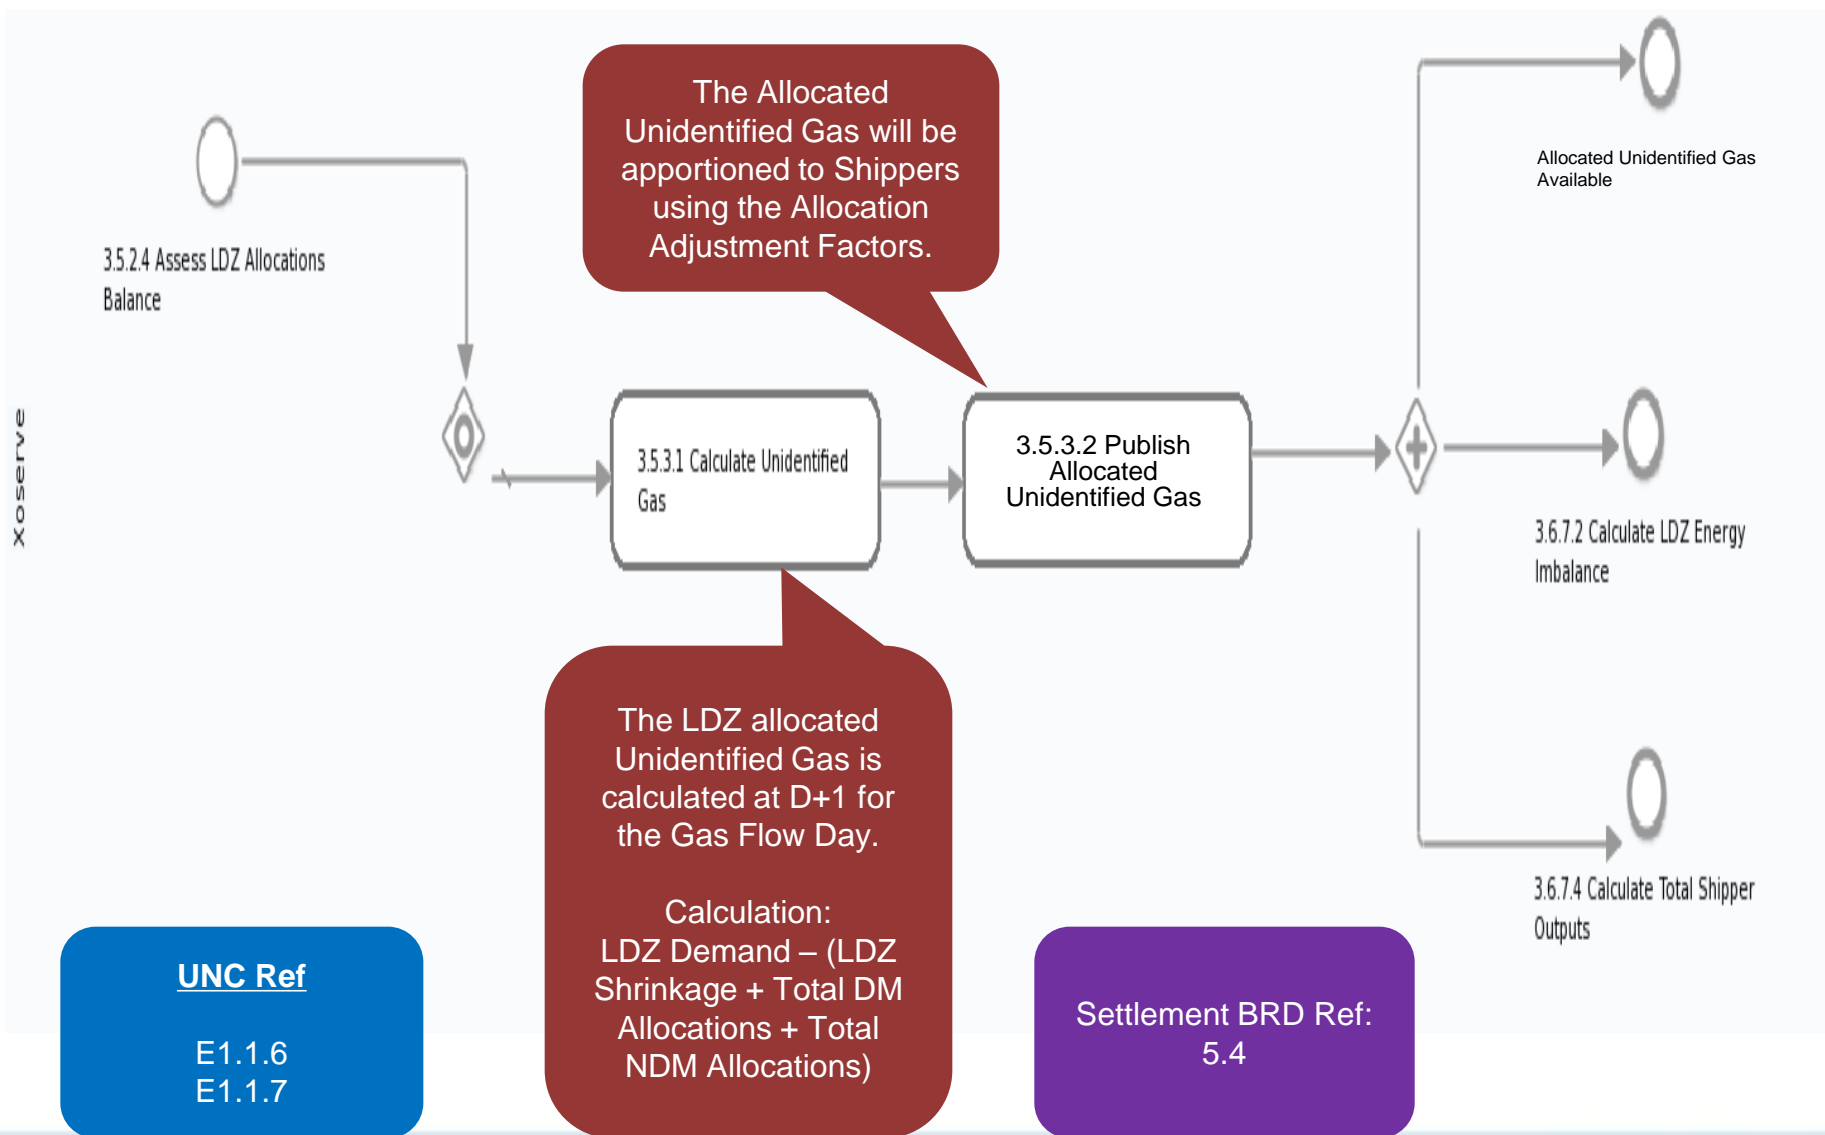 The Allocated
Unidentified Gas will be
apportioned to Shippers
using the Allocation
Adjustment Factors.
Allocated Unidentified Gas
Available
3.5.2.4 Assess LDZ Allocations
Balance
Xoserve
3.5.3.1 Calculate Unidentified
Gas
3.5.3.2 Publish
Allocated
Unidentified Gas
3.6.7.2 Calculate LDZ Energy
Imbalance
The LDZ allocated
Unidentified Gas is
calculated at D+1 for
the Gas Flow Day.
Calculation:
LDZ Demand – (LDZ
Shrinkage + Total DM
Allocations + Total
NDM Allocations)
3.6.7.4 Calculate Total Shipper
Outputs
UNC Ref
E1.1.6
E1.1.7
Settlement BRD Ref:
5.4